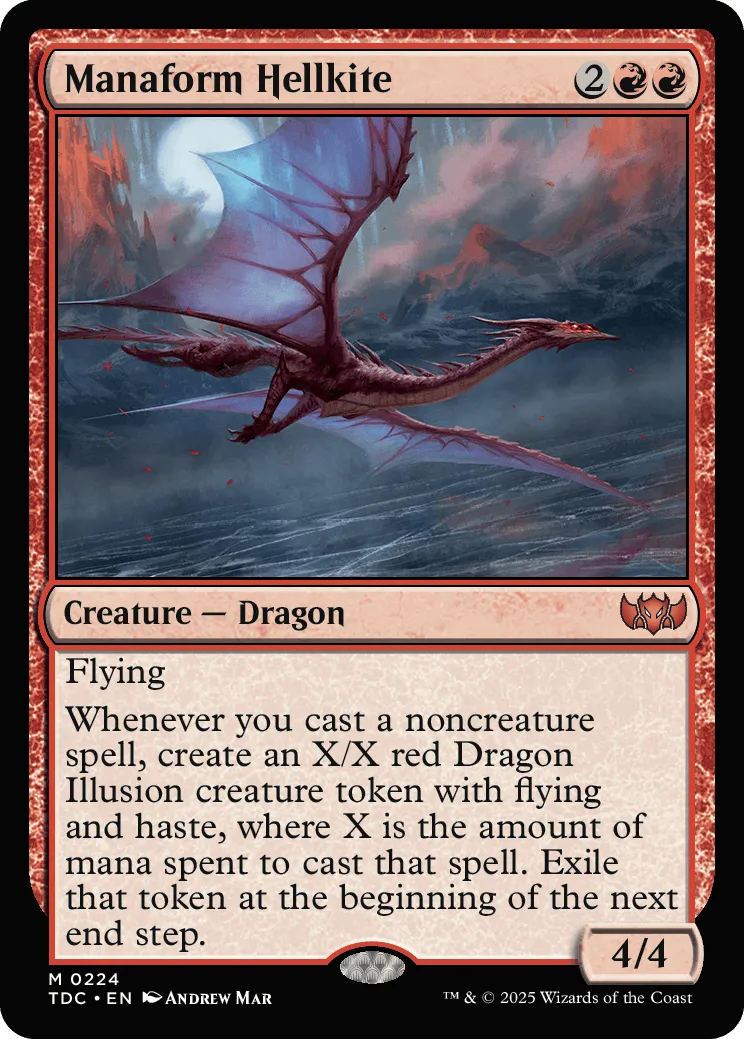 Manaform Hellkite 2
Creature — Dragon
Flying
Whenever you cast a noncreature
spell, create an X/X red Dragon
Illusion creature token with flying
and haste, where X is the amount of
mana spent to cast that spell. Exile
that token at the beginning of the next
end step.
4/4
M 0224
TDC • EN Andrew Mar
™ & © 2025 Wizards of the Coast